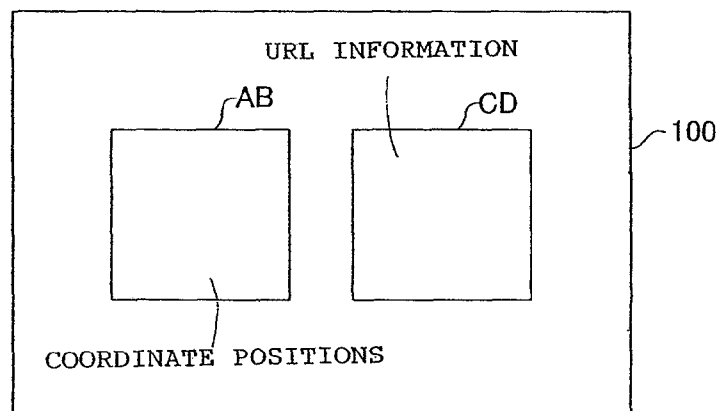 URL INFORMATION
AB
CD
100
COORDINATE POSITIONS